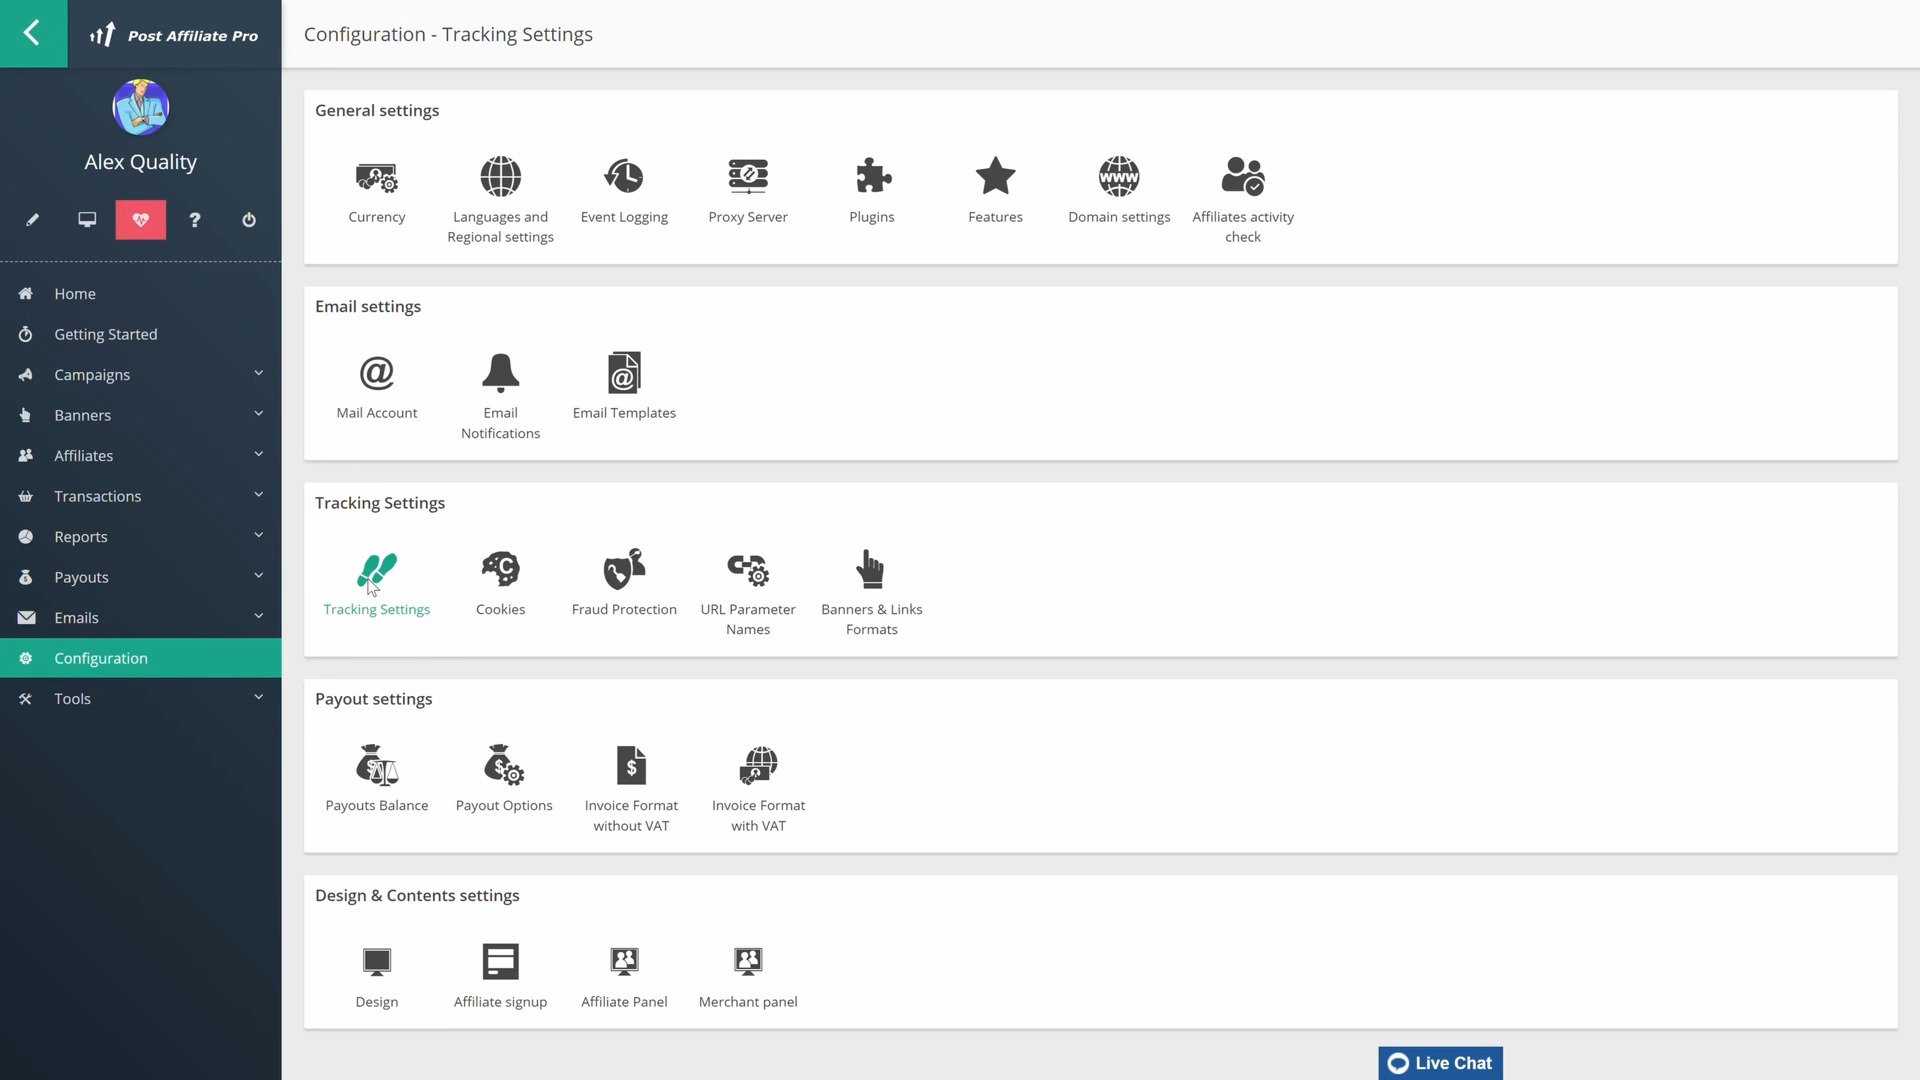 Post Affiliate Pro
Configuration - Tracking Settings
Alex Quality
Home
Getting Started
Campaigns
Banners
Affiliates
Transactions
Reports
Payouts
Emails
Configuration
Tools
General settings
Currency
Languages and
Regional settings
Event Logging
Proxy Server
Plugins
Features
Domain settings
Affiliates activity
check
Email settings
Mail Account
Email
Notifications
Email Templates
Tracking Settings
Tracking Settings
Cookies
Fraud Protection
URL Parameter
Names
Banners & Links
Formats
Payout settings
Payouts Balance
Payout Options
Invoice Format
without VAT
Invoice Format
with VAT
Design & Contents settings
Design
Affiliate signup
Affiliate Panel
Merchant panel
Live Chat